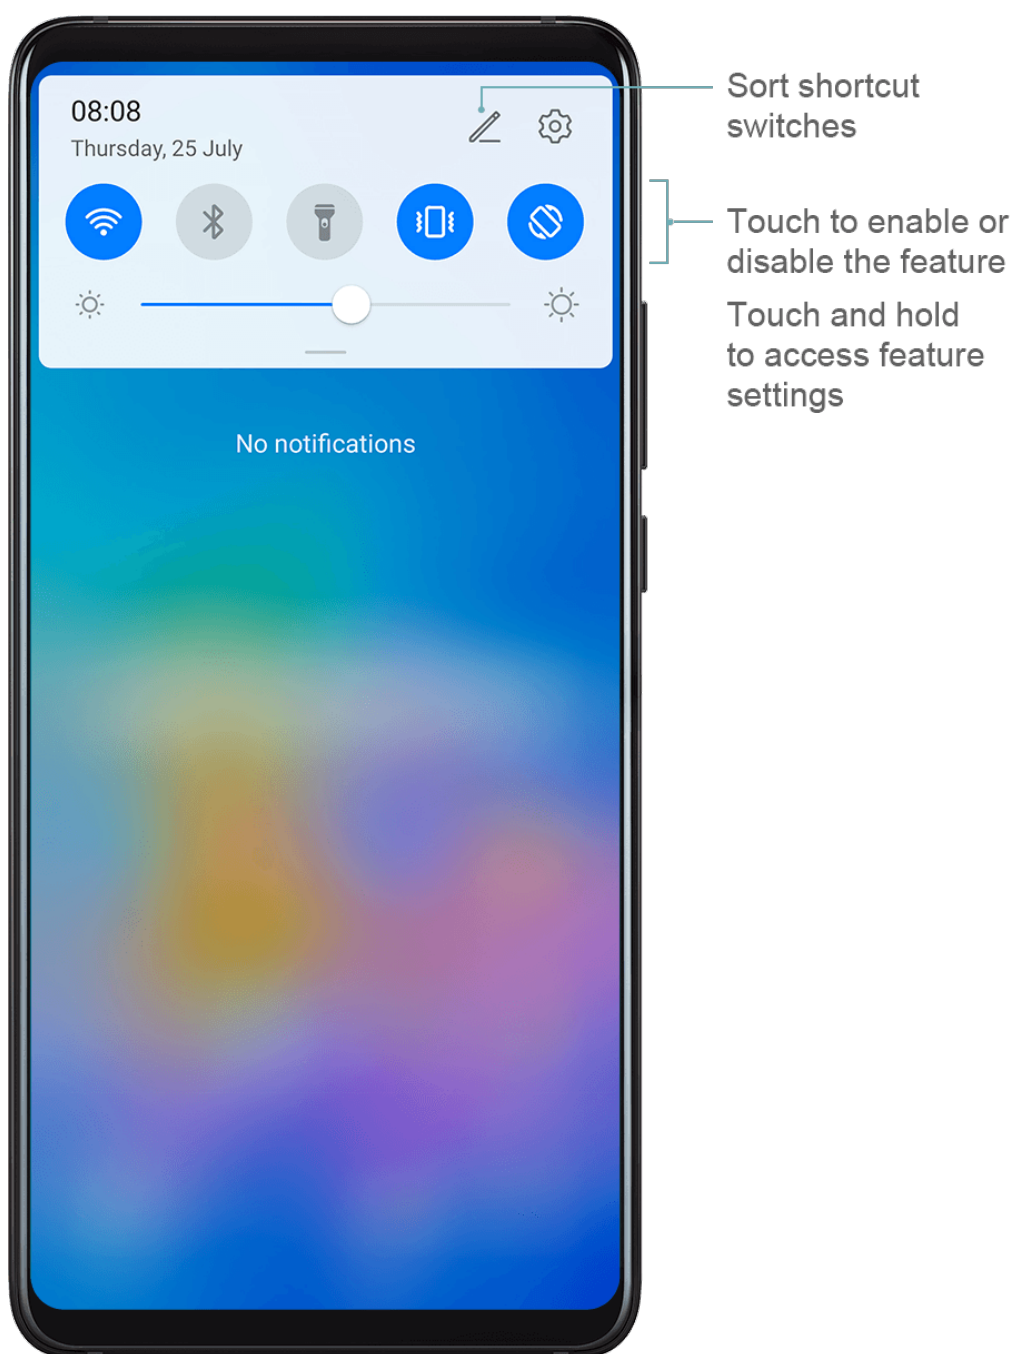 08:08
Thursday, 25 July
No notifications
Sort shortcut
switches
Touch to enable or
disable the feature
Touch and hold
to access feature
settings